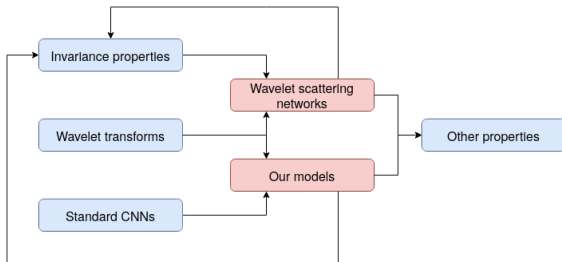 Invariance properties
Wavelet scattering
networks
Wavelet transforms
Other properties
Our models
Standard CNNs